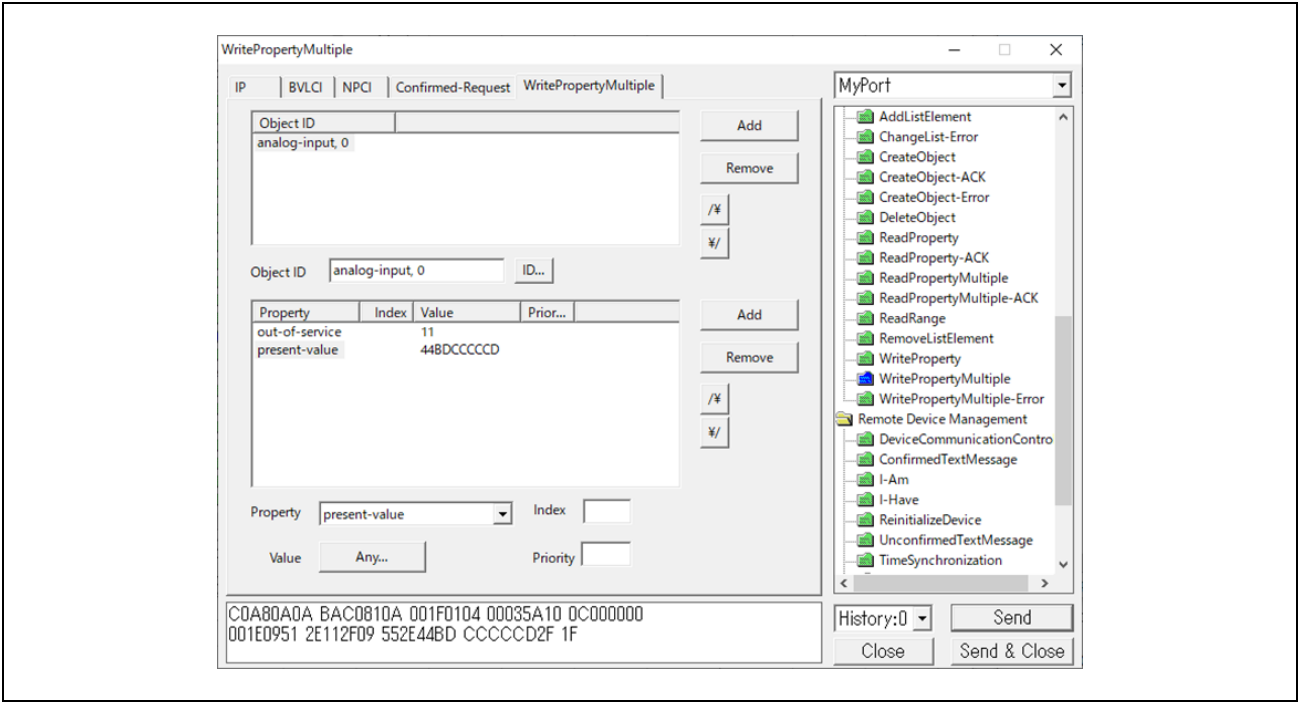 WritePropertyMultiple
IP BVLCI NPCI Confirmed-Request WritePropertyMultiple
Object ID
analog-input, 0
Add
Remove
/¥
¥/
Object ID analog-input, 0 ID...
Property Index Value Prior...
out-of-service 11
present-value 44BDCCCCCD
Add
Remove
/¥
¥/
Property present-value Index
Value Any... Priority
C0A80A0A BAC0810A 001F0104 00035A10 0C000000
001E0951 2E112F09 552E44BD CCCCCD2F 1F
MyPort
AddListElement
ChangeList-Error
CreateObject
CreateObject-ACK
CreateObject-Error
DeleteObject
ReadProperty
ReadProperty-ACK
ReadPropertyMultiple
ReadPropertyMultiple-ACK
ReadRange
RemoveListElement
WriteProperty
WritePropertyMultiple
WritePropertyMultiple-Error
Remote Device Management
DeviceCommunicationContro
ConfirmedTextMessage
I-Am
I-Have
ReinitializeDevice
UnconfirmedTextMessage
TimeSynchronization
History:0 Send
Close Send & Close